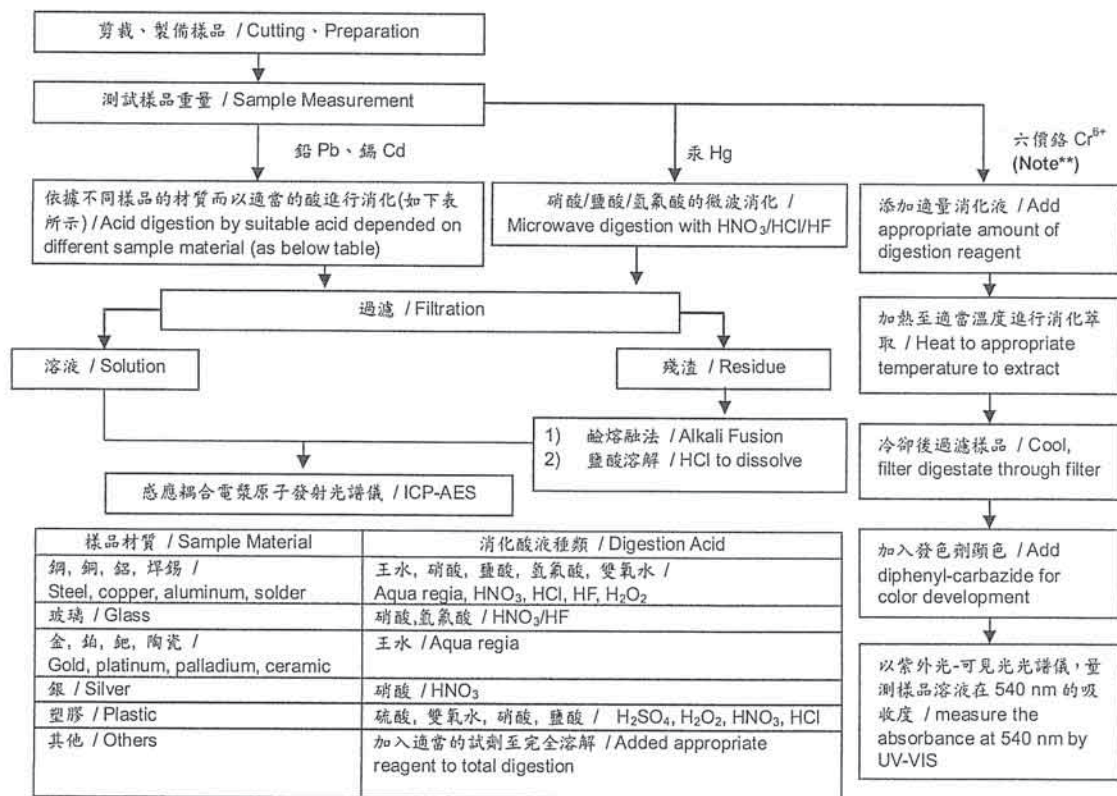 剪裁、製備樣品 / Cutting、Preparation
測試樣品重量 / Sample Measurement
鉛 Pb、鎘 Cd
汞 Hg
六價鉻 Cr⁶⁺
(Note**)
依據不同樣品的材質而以適當的酸進行消化(如下表
所示) / Acid digestion by suitable acid depended on
different sample material (as below table)
硝酸/鹽酸/氫氟酸的微波消化 /
Microwave digestion with HNO₃/HCl/HF
添加適量消化液 / Add
appropriate amount of
digestion reagent
過濾 / Filtration
加熱至適當溫度進行消化萃
取 / Heat to appropriate
temperature to extract
溶液 / Solution
殘渣 / Residue
1) 鹼熔融法 / Alkali Fusion
2) 鹽酸溶解 / HCl to dissolve
冷卻後過濾樣品 / Cool,
filter digestate through filter
感應耦合電漿原子發射光譜儀 / ICP-AES
加入發色劑顯色 / Add
diphenyl-carbazide for
color development
以紫外光-可見光光譜儀，量
測樣品溶液在 540 nm 的吸
收度 / measure the
absorbance at 540 nm by
UV-VIS
樣品材質 / Sample Material 消化酸液種類 / Digestion Acid
鋼, 銅, 鋁, 焊錫 / 王水, 硝酸, 鹽酸, 氫氟酸, 雙氧水 /
Steel, copper, aluminum, solder Aqua regia, HNO₃, HCl, HF, H₂O₂
玻璃 / Glass 硝酸,氫氟酸 / HNO₃/HF
金, 鉑, 鈀, 陶瓷 / 王水 / Aqua regia
Gold, platinum, palladium, ceramic
銀 / Silver 硝酸 / HNO₃
塑膠 / Plastic 硫酸, 雙氧水, 硝酸, 鹽酸 / H₂SO₄, H₂O₂, HNO₃, HCl
其他 / Others 加入適當的試劑至完全溶解 / Added appropriate
reagent to total digestion